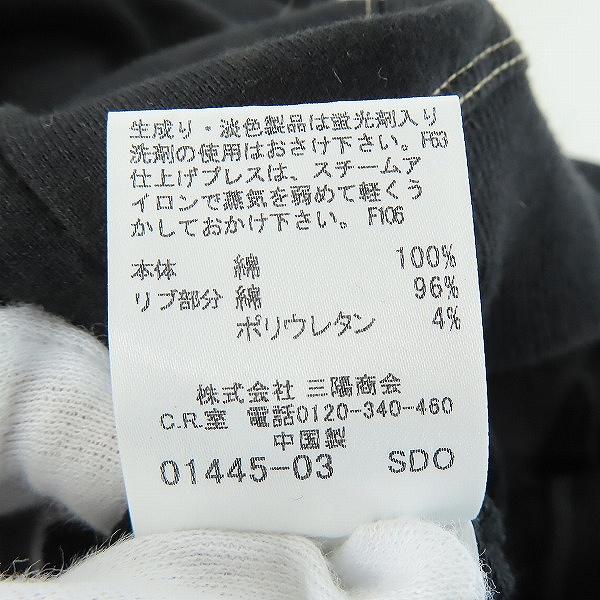 生成り・淡色製品は蛍光剤入り
洗剤の使用はおさけ下さい。F63
仕上げプレスは、スチームア
イロンで蒸気を弱めて軽くう
かしておかけ下さい。F106
本体 綿 100%
リブ部分 綿 96%
ポリウレタン 4%
株式会社 三陽商会
C.R.室 電話0120-340-460
中国製
01445-03 SDO